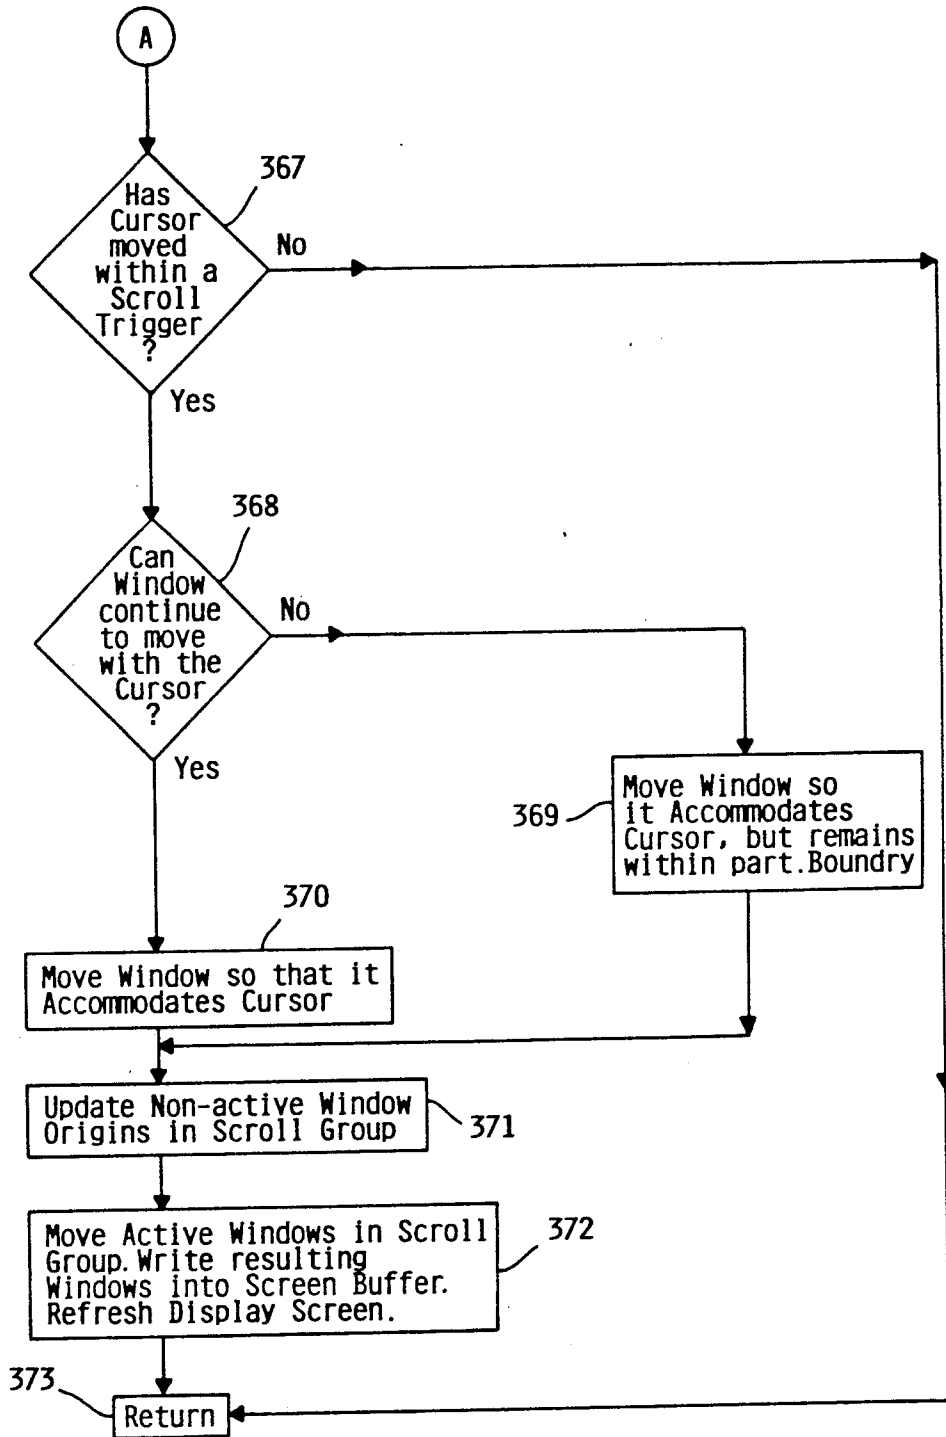 A
367
Has
Cursor
moved
within a
Scroll
Trigger
?
No
Yes
368
Can
Window
continue
to move
with the
Cursor
?
No
Yes
369
Move Window so
it Accommodates
Cursor, but remains
within part.Boundry
370
Move Window so that it
Accommodates Cursor
Update Non-active Window
Origins in Scroll Group
371
Move Active Windows in Scroll
Group.Write resulting
Windows into Screen Buffer.
Refresh Display Screen.
372
373
Return